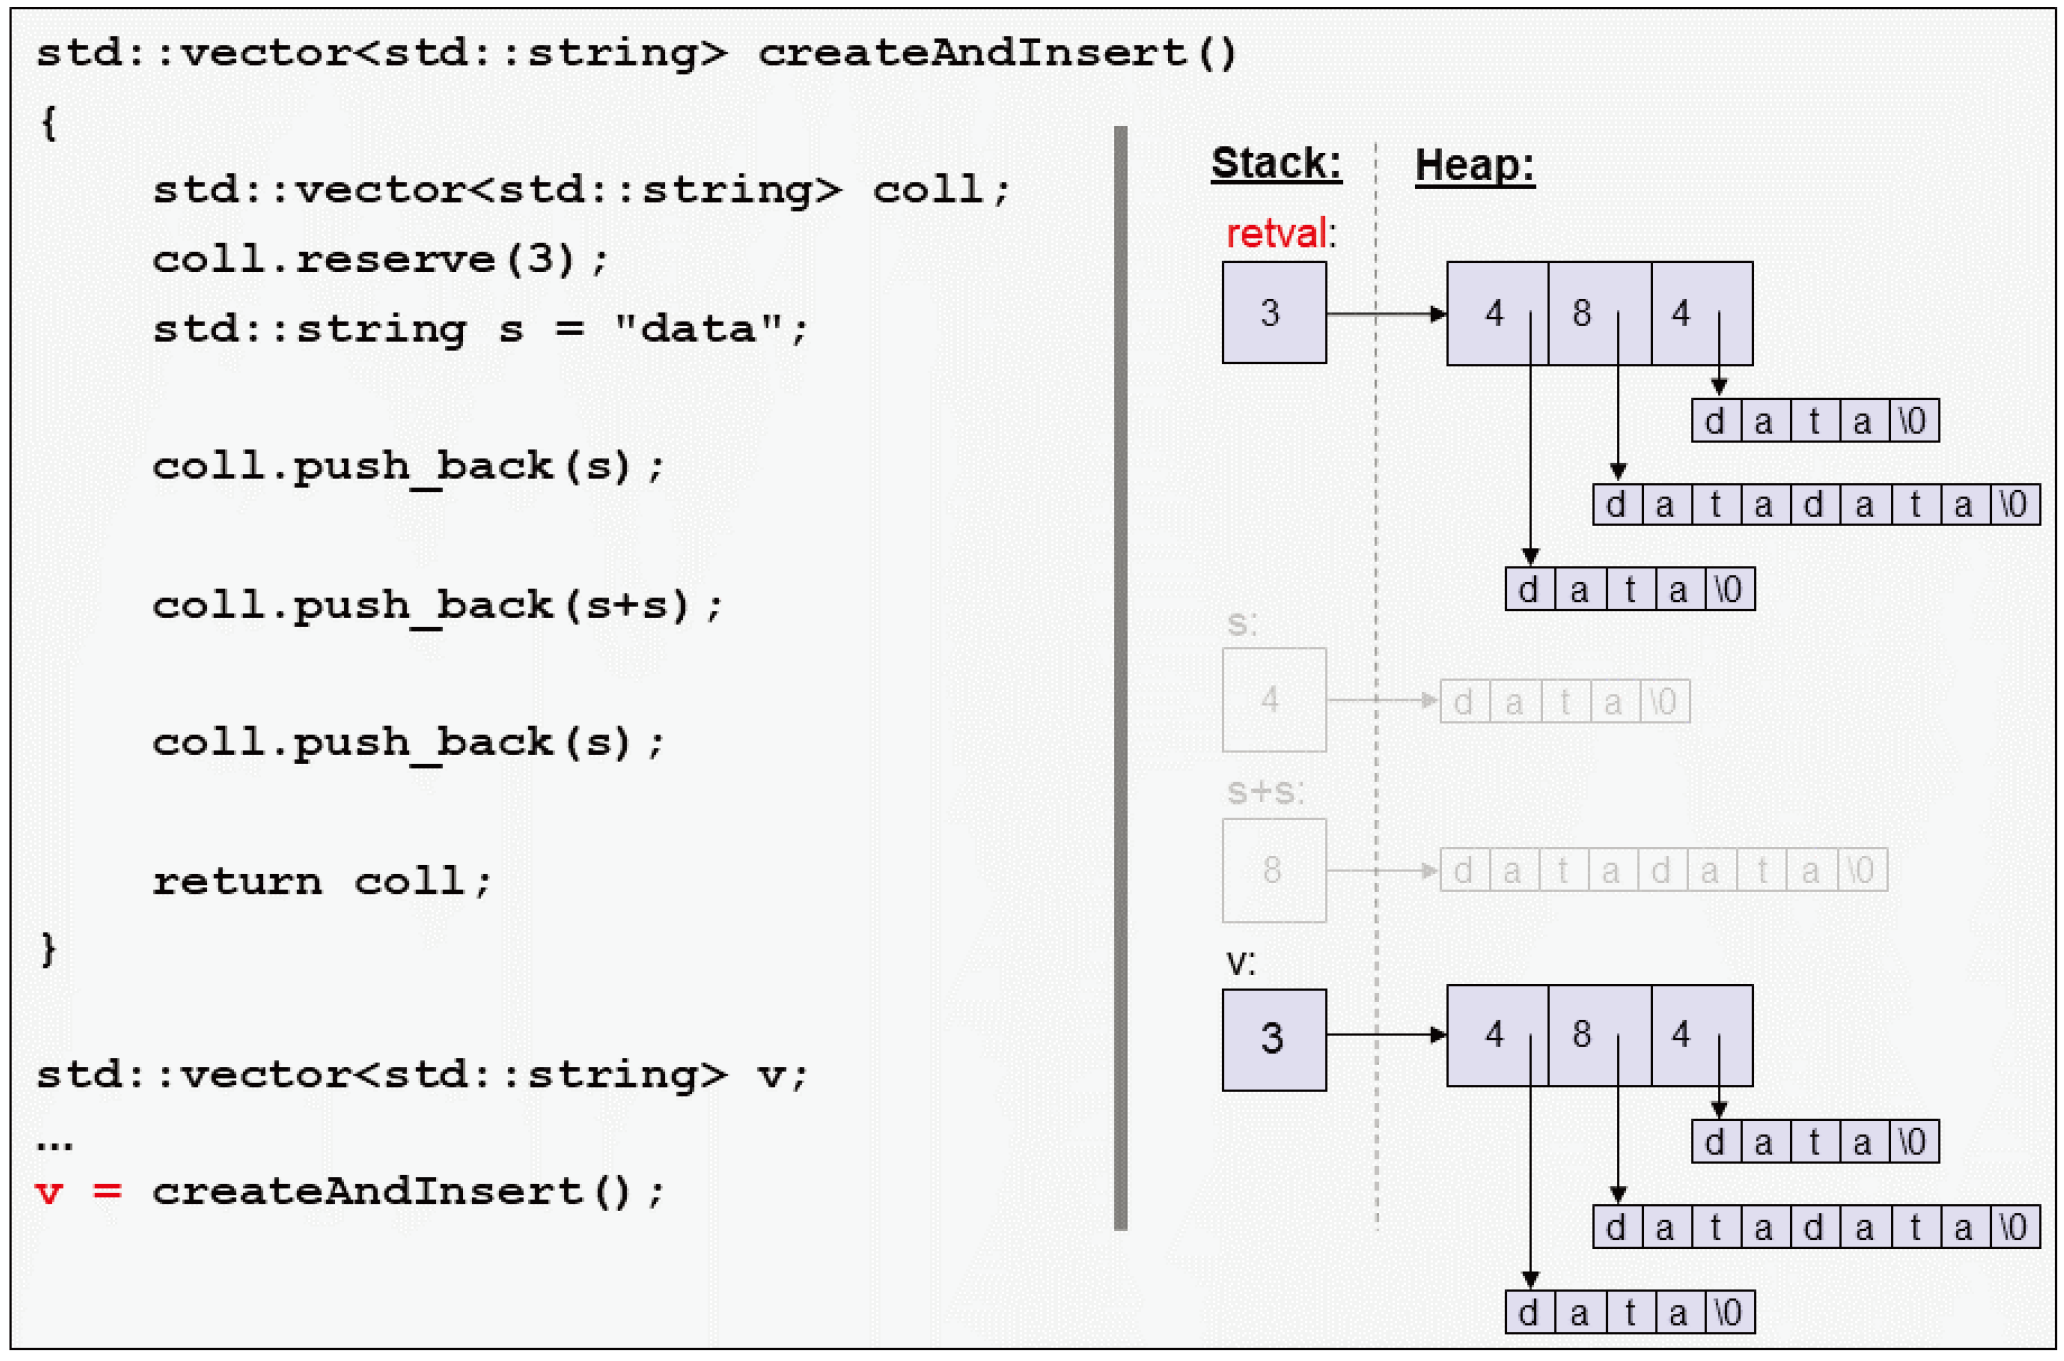 std::vector<std::string> createAndInsert()
{
std::vector<std::string> coll;
coll.reserve(3);
std::string s = "data";
coll.push_back(s);
coll.push_back(s+s);
coll.push_back(s);
return coll;
}
std::vector<std::string> v;
...
v = createAndInsert();
Stack: Heap:
retval:
3 4 8 4
d a t a \0
d a t a d a t a \0
d a t a \0
s:
4 d a t a \0
s+s:
8 d a t a d a t a \0
v:
3 4 8 4
d a t a \0
d a t a d a t a \0
d a t a \0